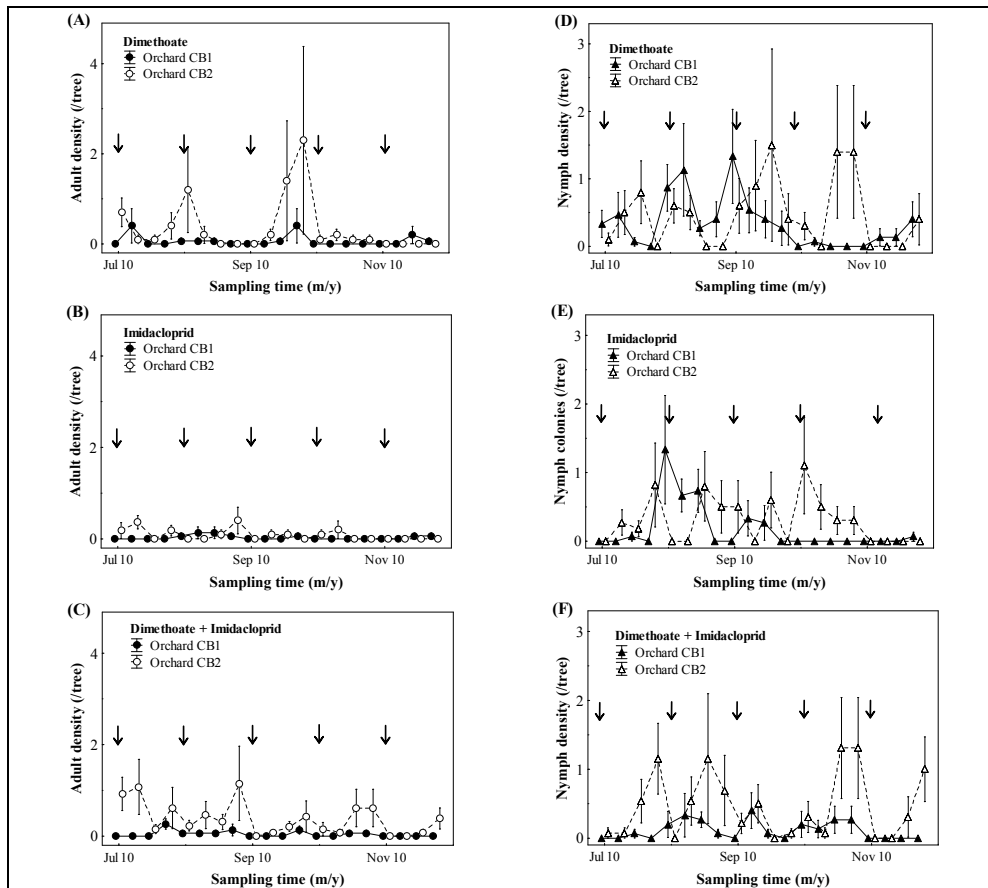 (A)
Dimethoate
Orchard CB1
Orchard CB2
Adult density (/tree)
4
2
0
Jul 10
Sep 10
Nov 10
Sampling time (m/y)
(D)
Dimethoate
Orchard CB1
Orchard CB2
Nymph density (/tree)
3
2
1
0
Jul 10
Sep 10
Nov 10
Sampling time (m/y)
(B)
Imidacloprid
Orchard CB1
Orchard CB2
Adult density (/tree)
4
2
0
Jul 10
Sep 10
Nov 10
Sampling time (m/y)
(E)
Imidacloprid
Orchard CB1
Orchard CB2
Nymph colonies (/tree)
3
2
1
0
Jul 10
Sep 10
Nov 10
Sampling time (m/y)
(C)
Dimethoate + Imidacloprid
Orchard CB1
Orchard CB2
Adult density (/tree)
4
2
0
Jul 10
Sep 10
Nov 10
Sampling time (m/y)
(F)
Dimethoate + Imidacloprid
Orchard CB1
Orchard CB2
Nymph density (/tree)
3
2
1
0
Jul 10
Sep 10
Nov 10
Sampling time (m/y)